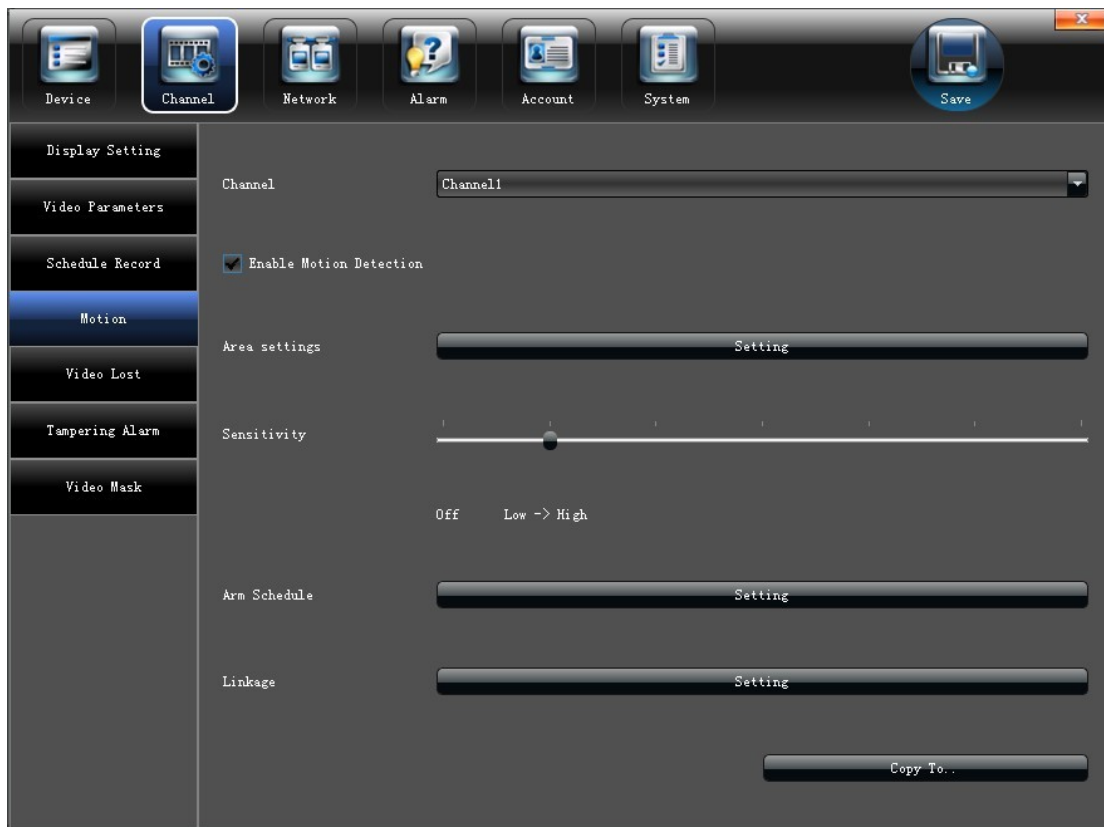 Device Channel Network Alarm Account System Save
Display Setting
Video Parameters
Schedule Record
Motion
Video Lost
Tampering Alarm
Video Mask
Channel Channel1
Enable Motion Detection
Area settings Setting
Sensitivity
Off Low -> High
Arm Schedule Setting
Linkage Setting
Copy To..